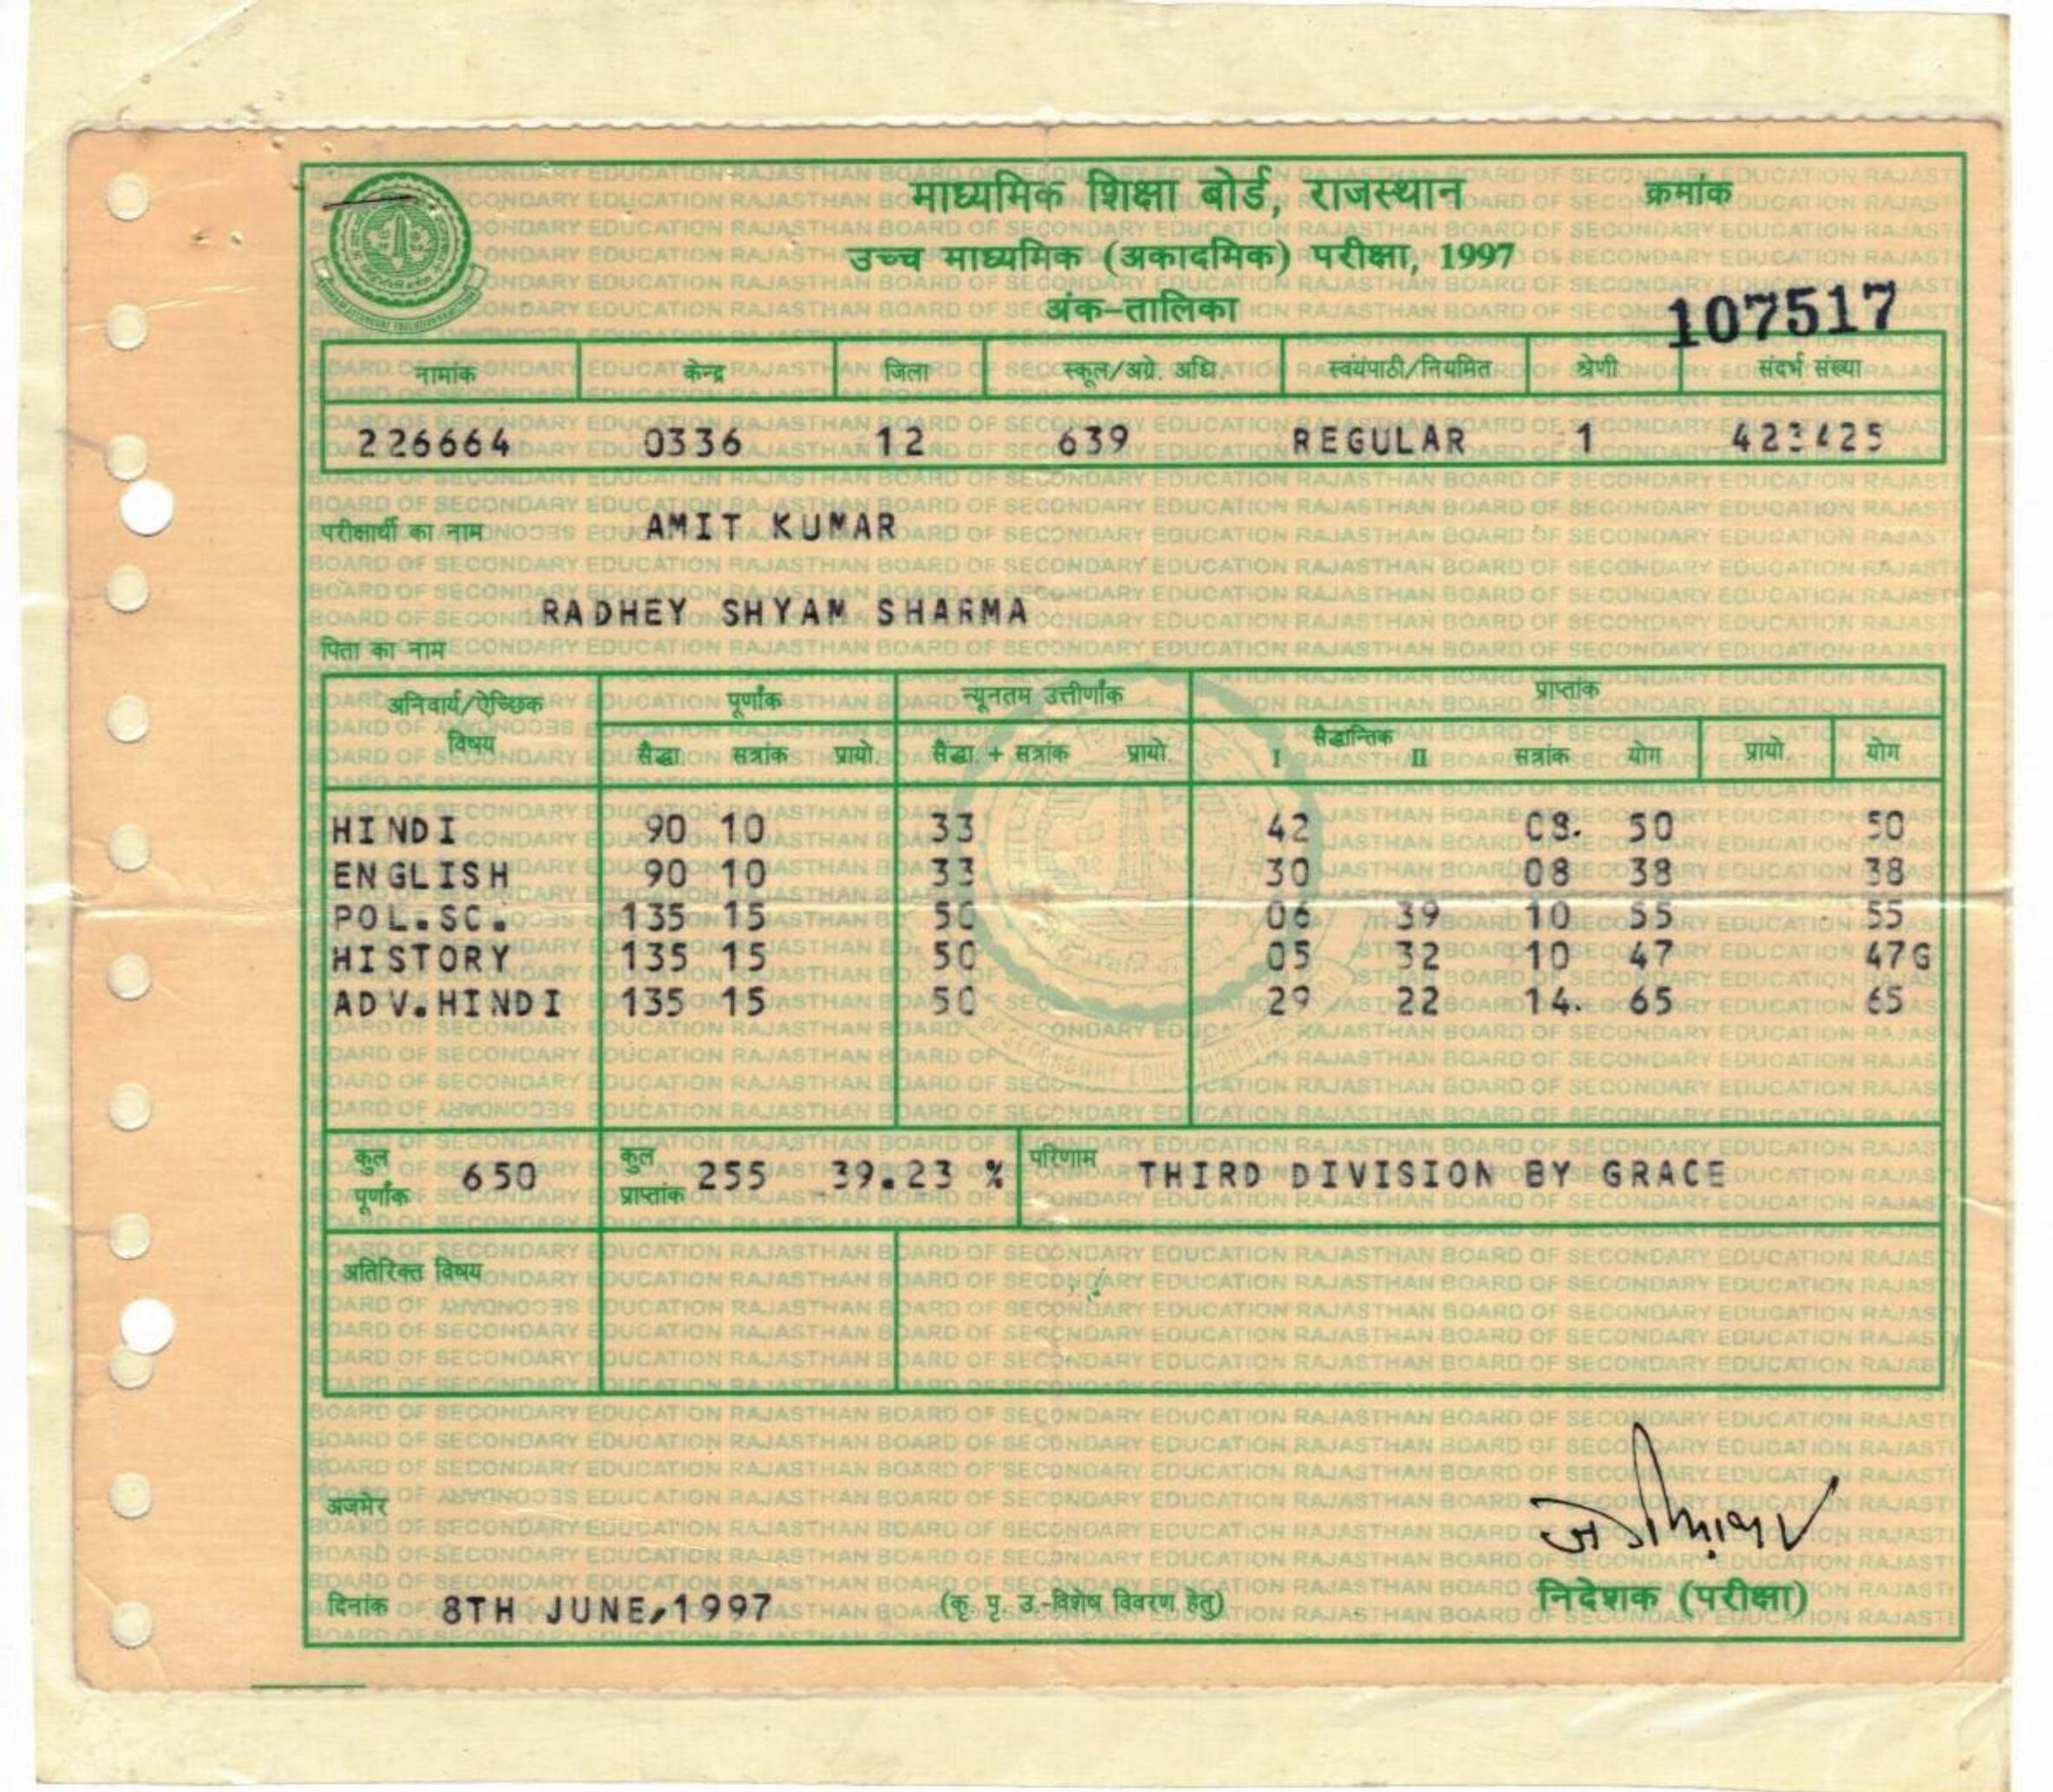 माध्यमिक शिक्षा बोर्ड, राजस्थान
क्रमांक
उच्च माध्यमिक (अकादमिक) परीक्षा, 1997
अंक-तालिका
107517
नामांक केन्द्र जिला स्कूल/अग्रे. अधि. स्वयंपाठी/नियमित श्रेणी संदर्भ संख्या
226664 0336 12 639 REGULAR 1
परीक्षार्थी का नाम AMIT KUMAR
RADHEY SHYAM SHARMA
पिता का नाम
अनिवार्य/ऐच्छिक विषय पूर्णांक न्यूनतम उत्तीर्णांक प्राप्तांक
सैद्धा. सत्रांक प्रायो. सैद्धा. + सत्रांक प्रायो. सैद्धान्तिक I II सत्रांक योग प्रायो. योग
HINDI 90 10 33 42 08. 50 50
ENGLISH 90 10 33 30 08 38 38
POL.SC. 135 15 50 06 39 10 55 55
HISTORY 135 15 50 05 32 10 47 47G
ADV.HINDI 135 15 50 29 22 14. 65 65
कुल पूर्णांक 650 कुल प्राप्तांक 255 39.23 % परिणाम THIRD DIVISION BY GRACE
अतिरिक्त विषय
अजमेर
दिनांक 8TH JUNE,1997 (कृ. पृ. उ.-विशेष विवरण हेतु) निदेशक (परीक्षा)